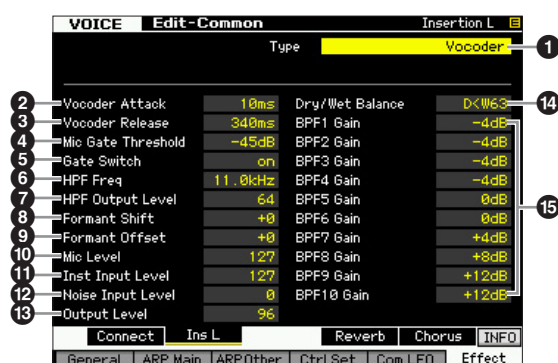 VOICE Edit-Common Insertion L E
Type Vocoder 1
2 Vocoder Attack 10ms Dry/Wet Balance D<W63 14
3 Vocoder Release 340ms BPF1 Gain -4dB
4 Mic Gate Threshold -45dB BPF2 Gain -4dB
5 Gate Switch on BPF3 Gain -4dB
6 HPF Freq 11.0kHz BPF4 Gain -4dB
7 HPF Output Level 64 BPF5 Gain 0dB 15
8 Formant Shift +0 BPF6 Gain 0dB
9 Formant Offset +0 BPF7 Gain +4dB
10 Mic Level 127 BPF8 Gain +8dB
11 Inst Input Level 127 BPF9 Gain +12dB
12 Noise Input Level 0 BPF10 Gain +12dB
13 Output Level 96
Connect Ins L Reverb Chorus INFO
General ARP Main ARP Other Ctrl Set Com LFO Effect